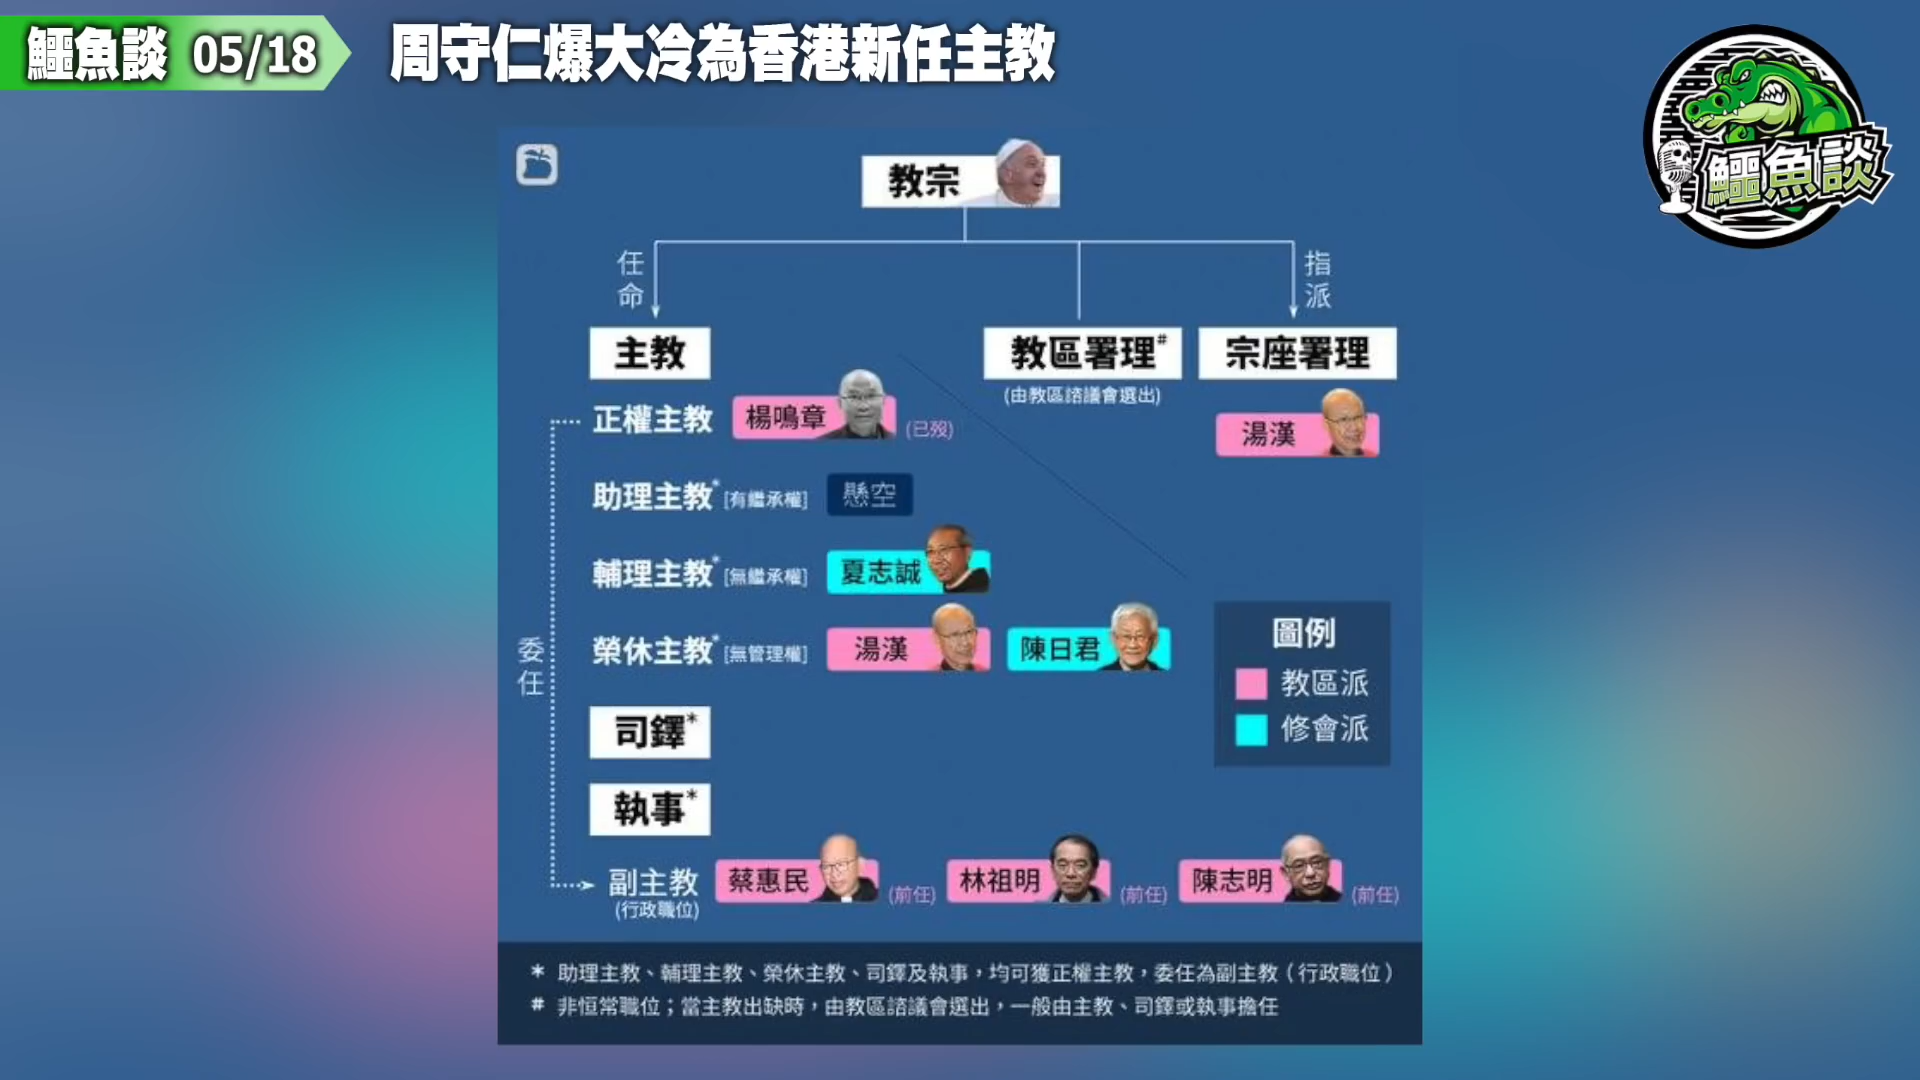 鱷魚談 05/18
周守仁爆大冷為香港新任主教
鱷魚談
教宗
任命
指派
主教
教區署理#
宗座署理
(由教區諮議會選出)
正權主教
楊鳴章
(已歿)
湯漢
助理主教*
[有繼承權]
懸空
輔理主教*
[無繼承權]
夏志誠
榮休主教*
[無管理權]
湯漢
陳日君
圖例
教區派
修會派
委任
司鐸*
執事*
副主教
(行政職位)
蔡惠民
(前任)
林祖明
(前任)
陳志明
(前任)
* 助理主教、輔理主教、榮休主教、司鐸及執事，均可獲正權主教，委任為副主教（行政職位）
# 非恒常職位；當主教出缺時，由教區諮議會選出，一般由主教、司鐸或執事擔任